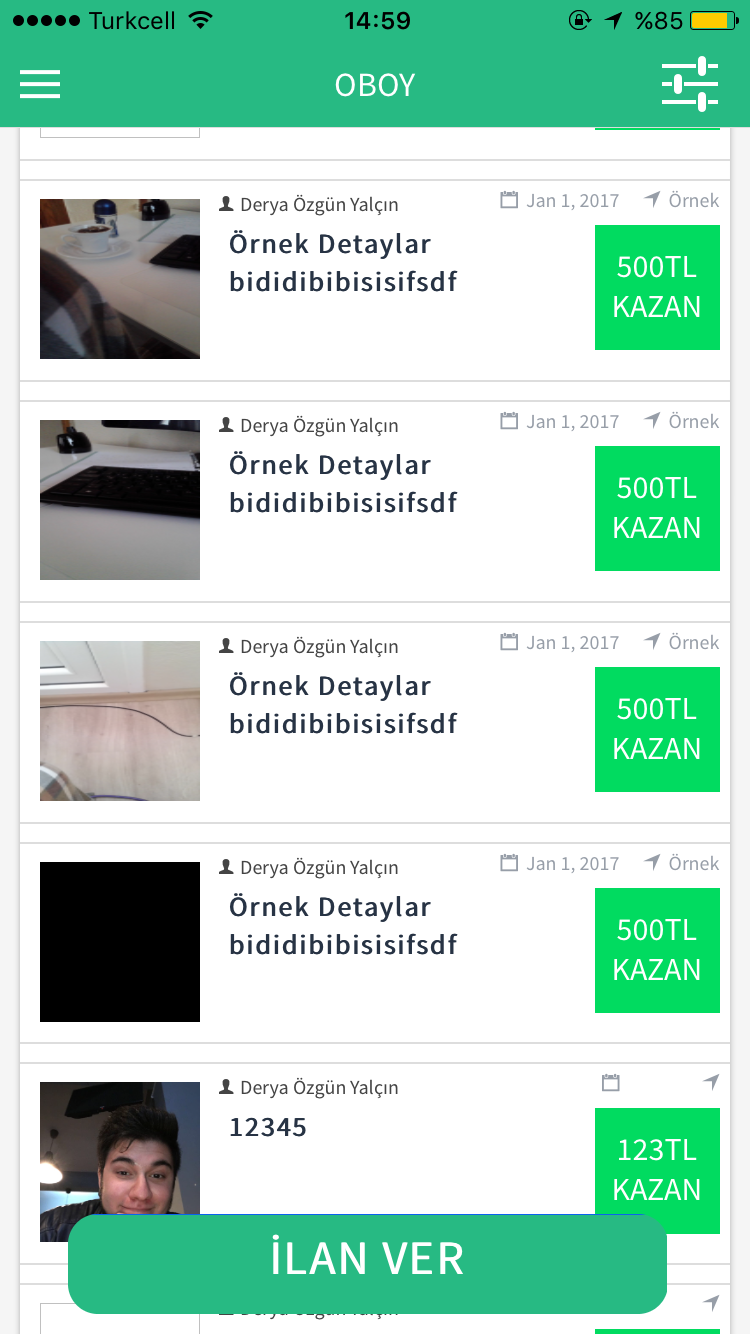 Turkcell 14:59 %85
OBOY
Derya Özgün Yalçın Jan 1, 2017 Örnek
Örnek Detaylar
bididibibisisifsdf
500TL
KAZAN
Derya Özgün Yalçın Jan 1, 2017 Örnek
Örnek Detaylar
bididibibisisifsdf
500TL
KAZAN
Derya Özgün Yalçın Jan 1, 2017 Örnek
Örnek Detaylar
bididibibisisifsdf
500TL
KAZAN
Derya Özgün Yalçın Jan 1, 2017 Örnek
Örnek Detaylar
bididibibisisifsdf
500TL
KAZAN
Derya Özgün Yalçın
12345
123TL
KAZAN
İLAN VER